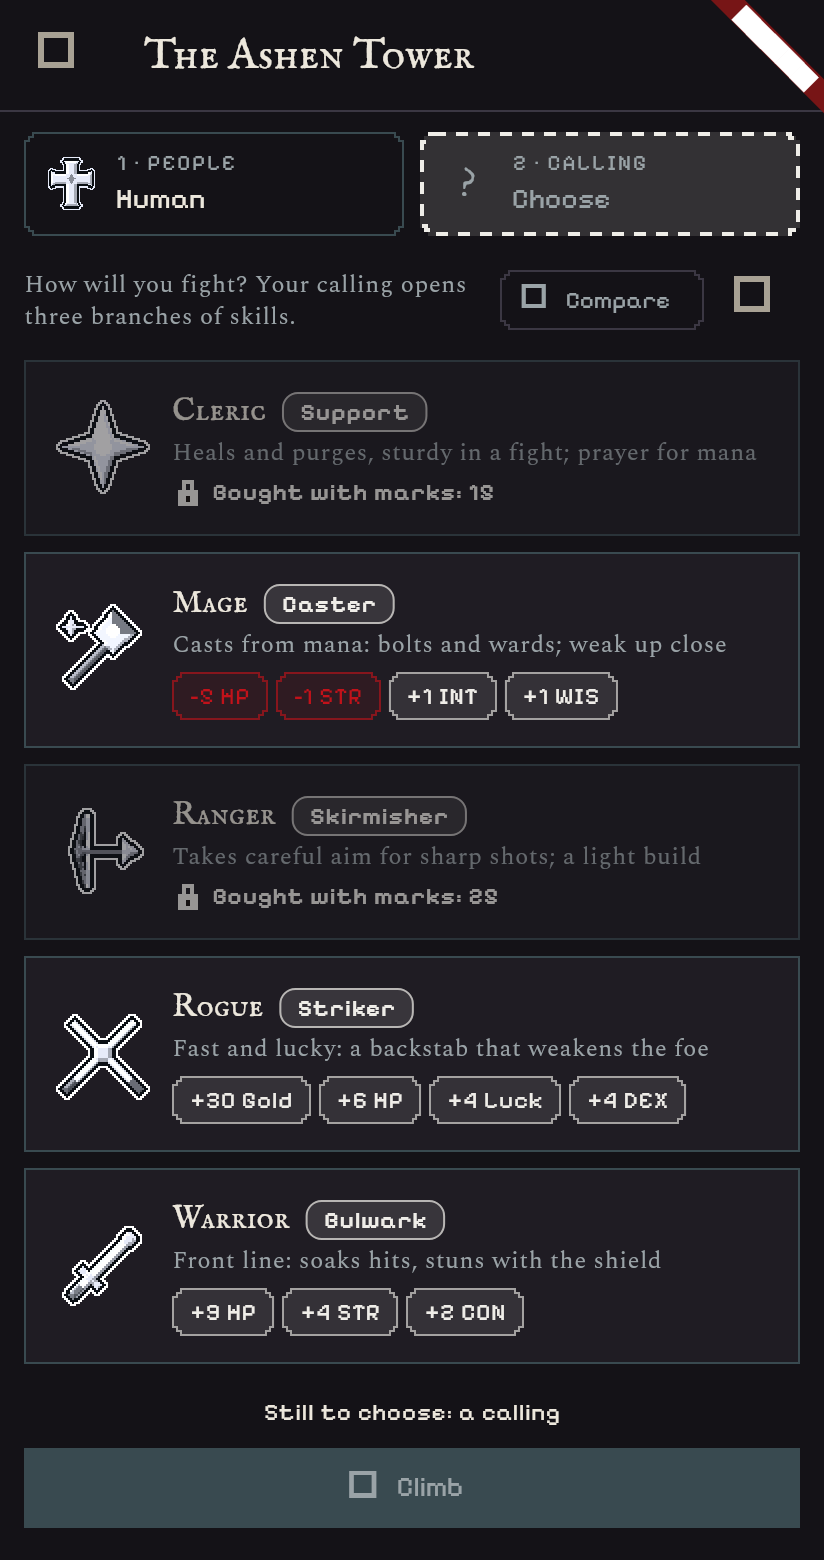 The Ashen Tower
1 · PEOPLE
Human
?
2 · CALLING
Choose
How will you fight? Your calling opens
three branches of skills.
Compare
Cleric
Support
Heals and purges, sturdy in a fight; prayer for mana
Bought with marks: 18
Mage
Caster
Casts from mana: bolts and wards; weak up close
-8 HP
-1 STR
+1 INT
+1 WIS
Ranger
Skirmisher
Takes careful aim for sharp shots; a light build
Bought with marks: 28
Rogue
Striker
Fast and lucky: a backstab that weakens the foe
+30 Gold
+6 HP
+4 Luck
+4 DEX
Warrior
Bulwark
Front line: soaks hits, stuns with the shield
+9 HP
+4 STR
+2 CON
Still to choose: a calling
Climb